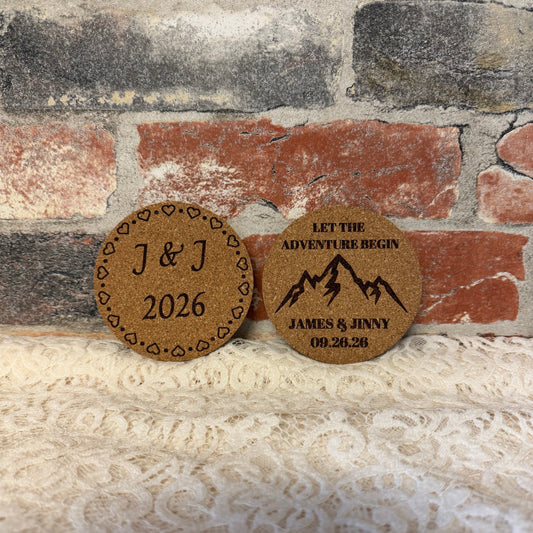 J & J
2026
LET THE
ADVENTURE BEGIN
JAMES & JINNY
09.26.26